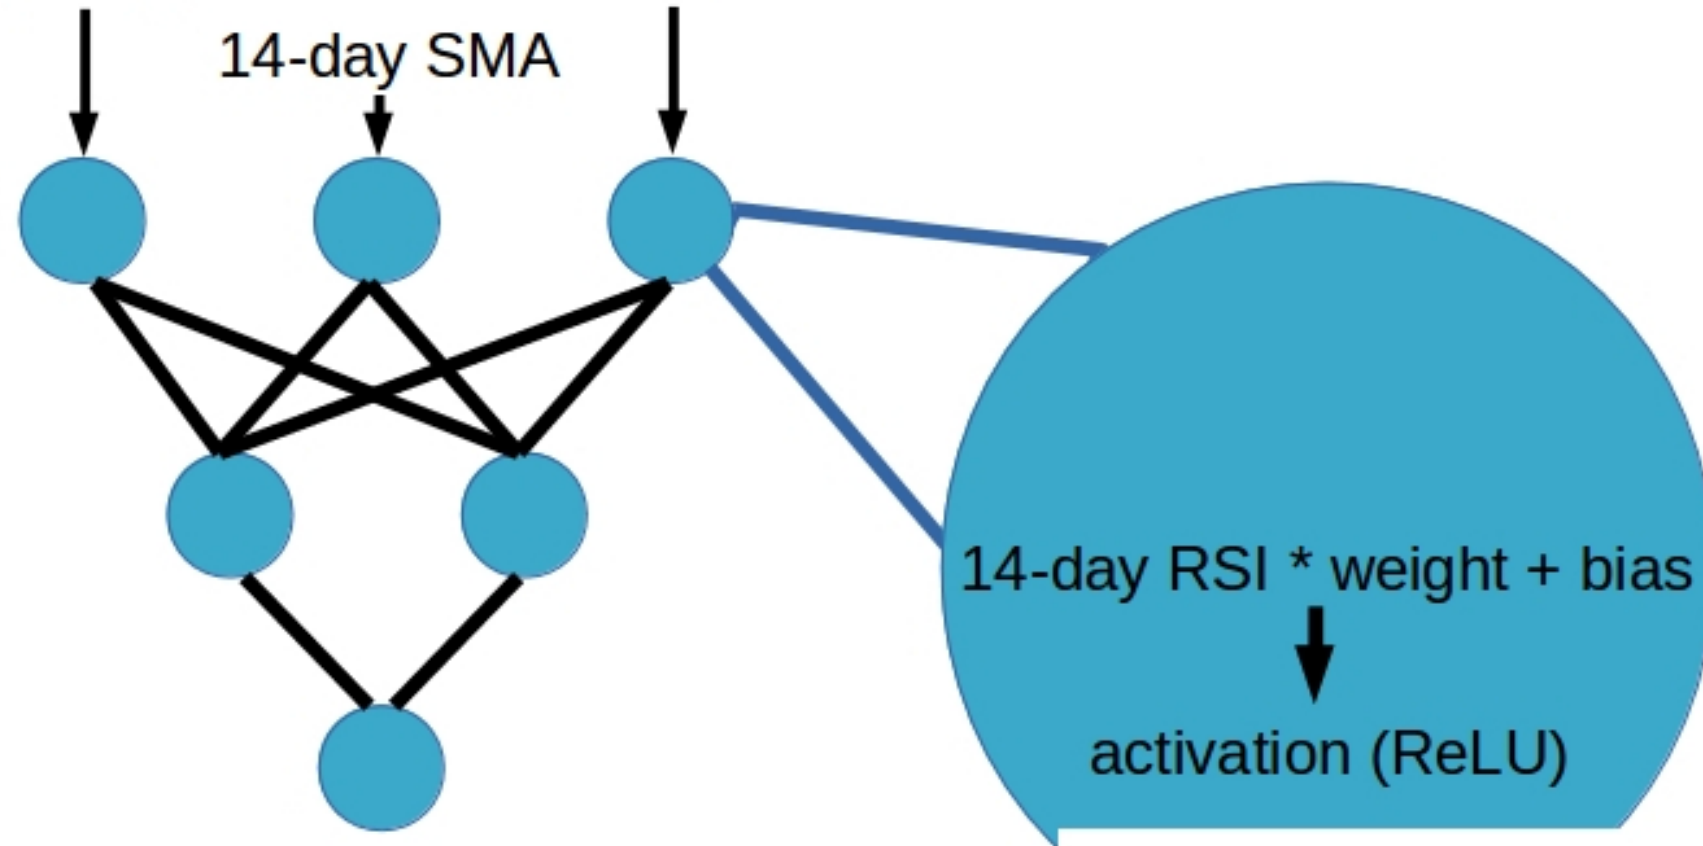 14-day SMA
14-day RSI * weight + bias
activation (ReLU)